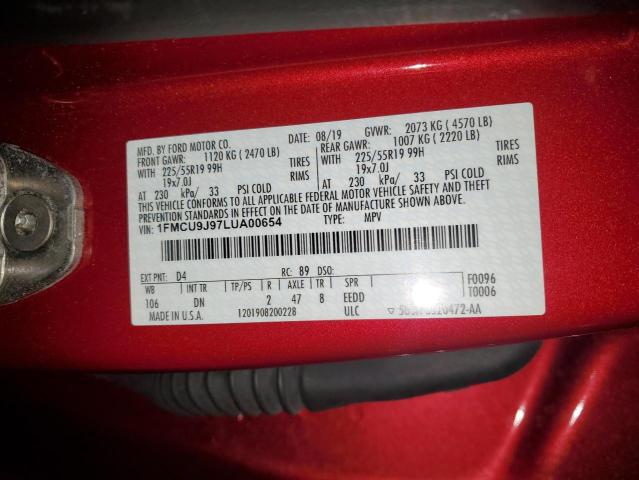 MFD. BY FORD MOTOR CO. DATE: 08/19 GVWR: 2073 KG ( 4570 LB)
FRONT GAWR: 1120 KG ( 2470 LB) REAR GAWR: 1007 KG ( 2220 LB)
WITH 225/55R19 99H TIRES WITH 225/55R19 99H TIRES
19x7.0J RIMS 19x7.0J RIMS
AT 230 kPa/ 33 PSI COLD AT 230 kPa/ 33 PSI COLD
THIS VEHICLE CONFORMS TO ALL APPLICABLE FEDERAL MOTOR VEHICLE SAFETY AND THEFT
PREVENTION STANDARDS IN EFFECT ON THE DATE OF MANUFACTURE SHOWN ABOVE.
1FMCU9J97LUA00654 TYPE: MPV
EXT PNT: D4 RC: 89 DSO:
WB INT TR TP/PS R AXLE TR SPR F0096
106 DN 2 47 8 EEDD T0006
MADE IN U.S.A. 1201908200228 ULC